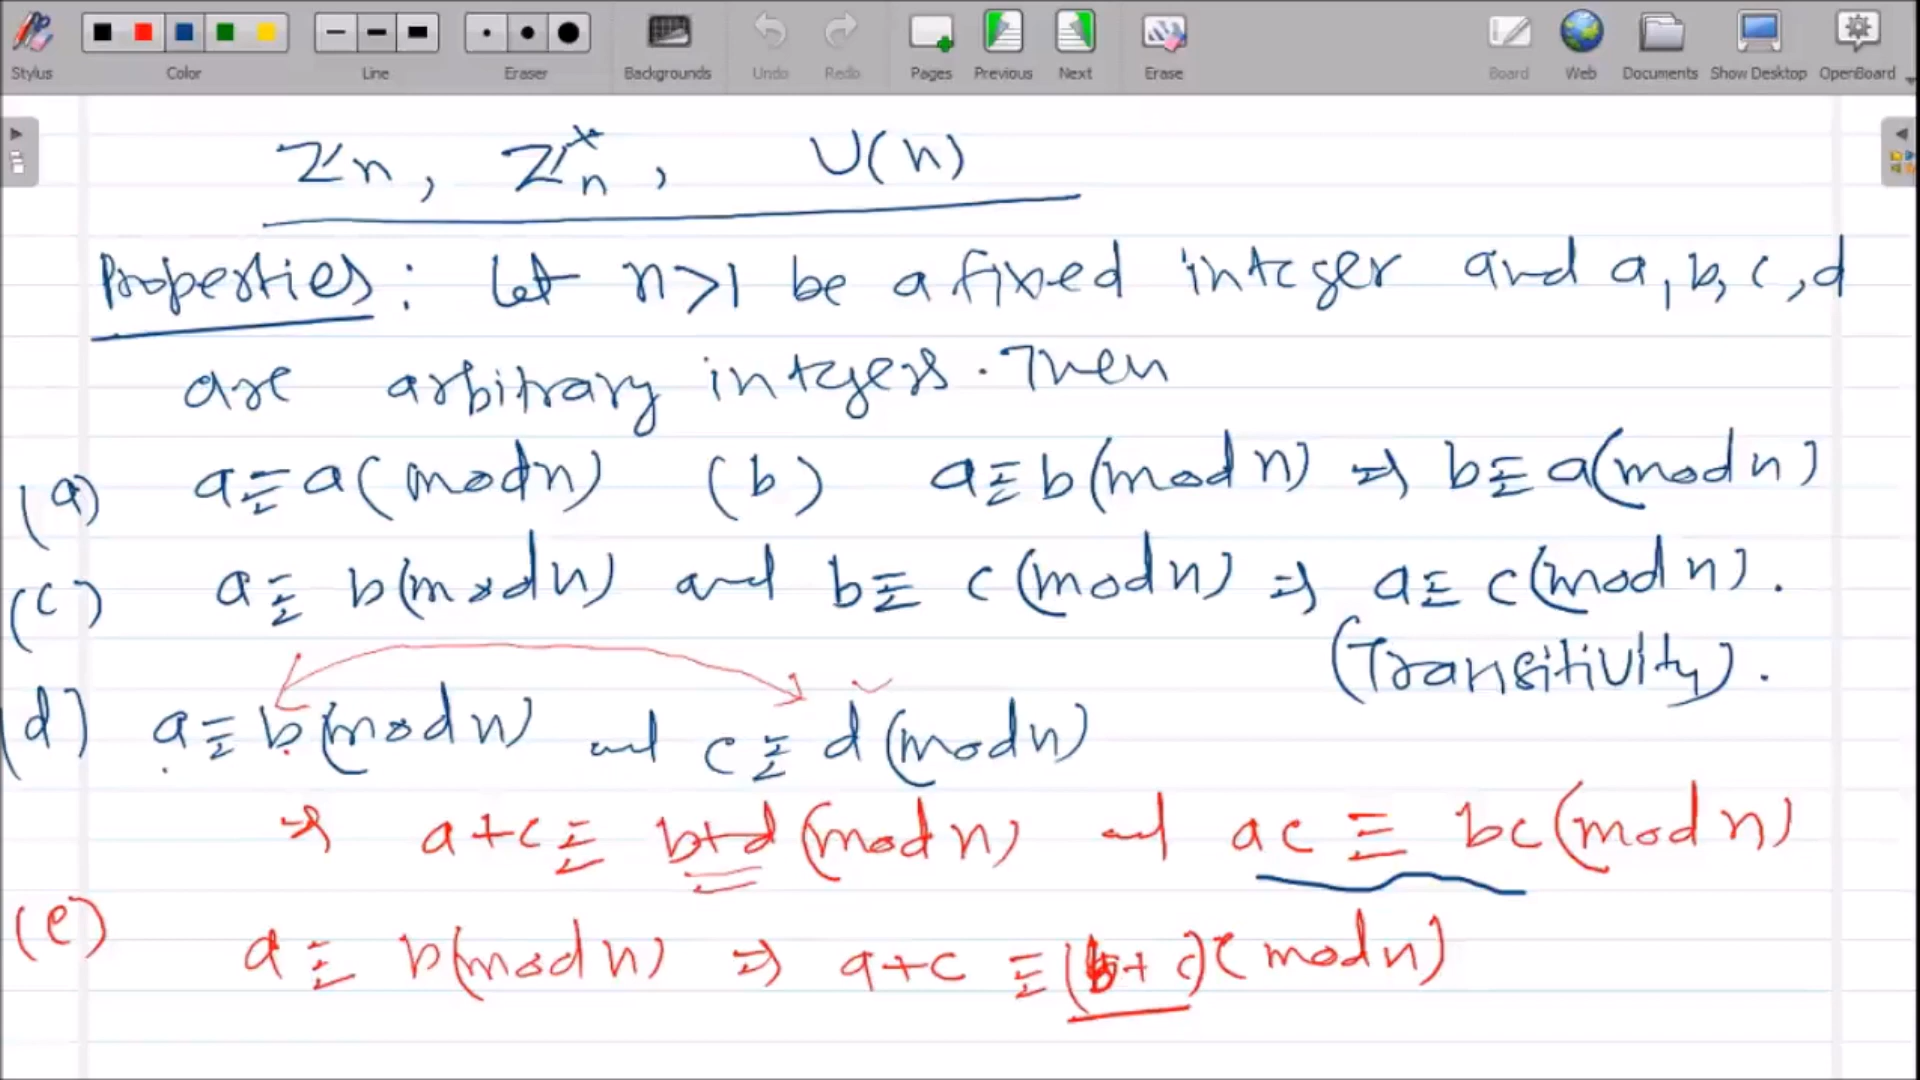 Stylus Color Line Eraser Backgrounds Undo Redo Pages Previous Next Erase Board Web Documents Show Desktop OpenBoard
Zn, Z*n, U(n)
Properties: Let n>1 be a fixed integer and a, b, c, d
are arbitrary integers. Then
(a) a≡a(mod n) (b) a≡b(mod n) ⇒ b≡a(mod n)
(c) a≡b(mod n) and b≡c(mod n) ⇒ a≡c(mod n).
(Transitivity).
(d) a≡b(mod n) and c≡d(mod n)
⇒ a+c≡b+d(mod n) and ac≡bc(mod n)
(e) a≡b(mod n) ⇒ a+c≡(b+c)(mod n)